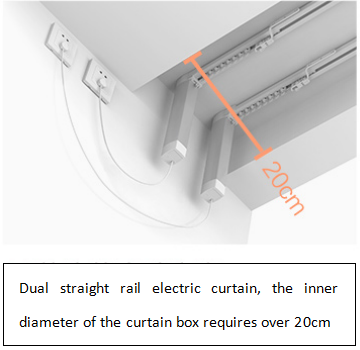 20cm
Dual straight rail electric curtain, the inner
diameter of the curtain box requires over 20cm